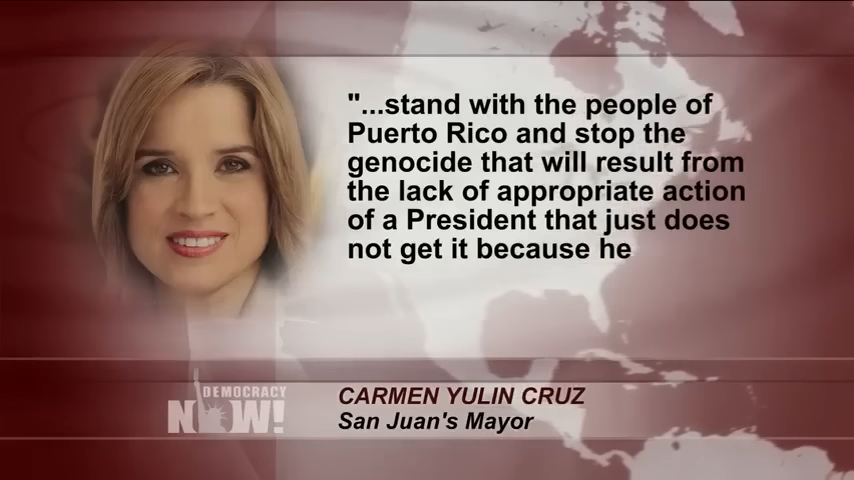 "...stand with the people of
Puerto Rico and stop the
genocide that will result from
the lack of appropriate action
of a President that just does
not get it because he
DEMOCRACY
NOW!
CARMEN YULIN CRUZ
San Juan's Mayor